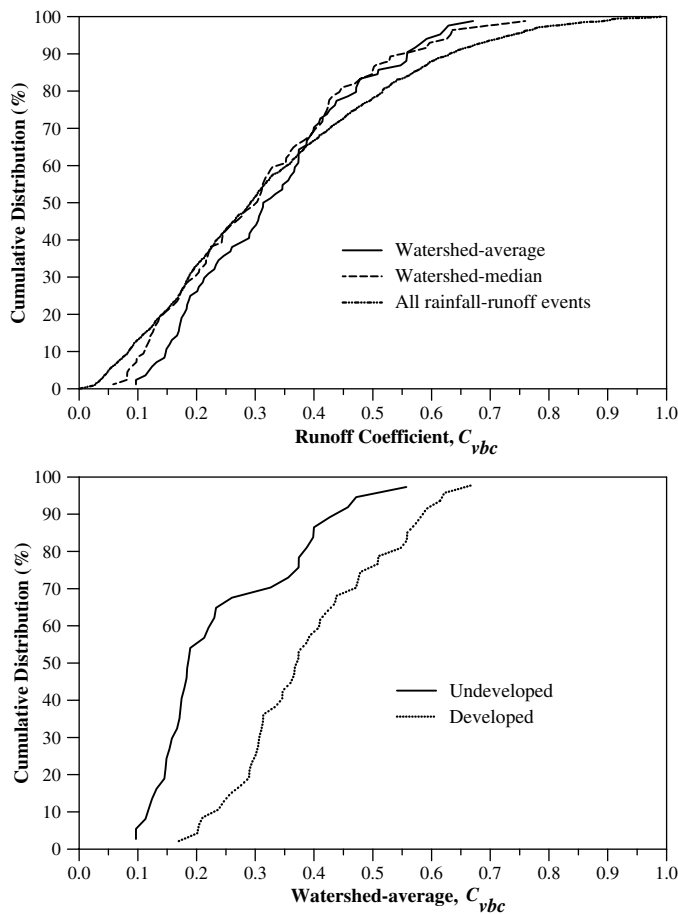 100
90
80
70
60
50
40
30
20
10
0
Cumulative Distribution (%)
Watershed-average
Watershed-median
All rainfall-runoff events
0.0 0.1 0.2 0.3 0.4 0.5 0.6 0.7 0.8 0.9 1.0
Runoff Coefficient, C_vbc
100
90
80
70
60
50
40
30
20
10
0
Cumulative Distribution (%)
Undeveloped
Developed
0.0 0.1 0.2 0.3 0.4 0.5 0.6 0.7 0.8 0.9 1.0
Watershed-average, C_vbc